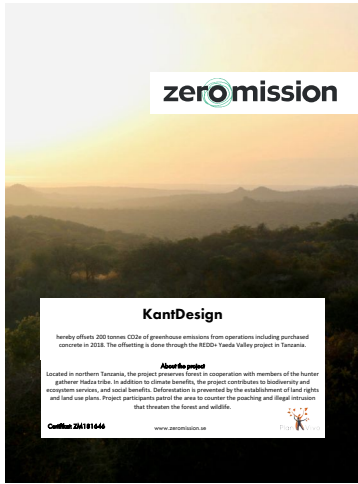 zeromission
KantDesign
hereby offsets 200 tonnes CO2e of greenhouse emissions from operations including purchased
concrete in 2018. The offsetting is done through the REDD+ Yaeda Valley project in Tanzania.
About the project
Located in northern Tanzania, the project preserves forest in cooperation with members of the hunter
gatherer Hadza tribe. In addition to climate benefits, the project contributes to biodiversity and
ecosystem services, and social benefits. Deforestation is prevented by the establishment of land rights
and land use plans. Project participants patrol the area to counter the poaching and illegal intrusion
that threaten the forest and wildlife.
Certifikat ZM181646
www.zeromission.se
Plan Vivo